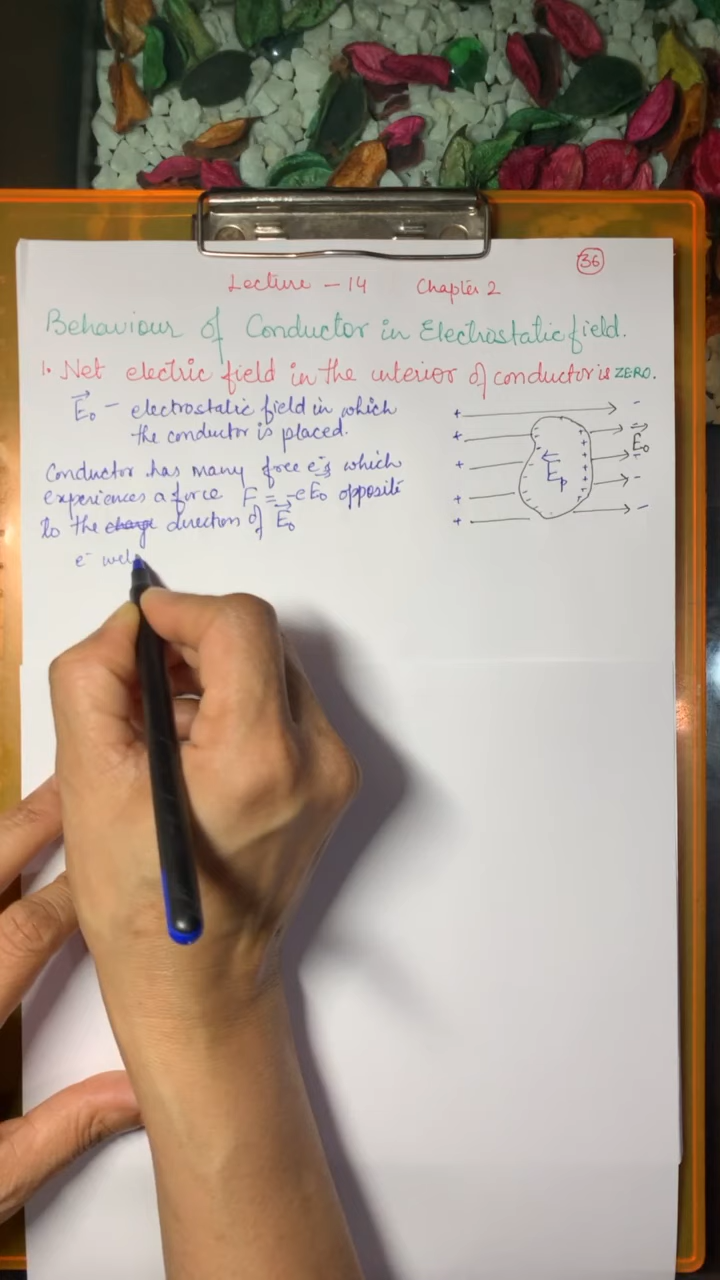 36
Lecture - 14 Chapter 2
Behaviour of Conductor in Electrostatic field.
1. Net electric field in the interior of conductor is ZERO.
E₀ - electrostatic field in which
the conductor is placed.
Conductor has many free e⁻s which
experiences a force F = -eE₀ opposite
to the direction of E₀
e⁻ wel
E₀
Eₚ